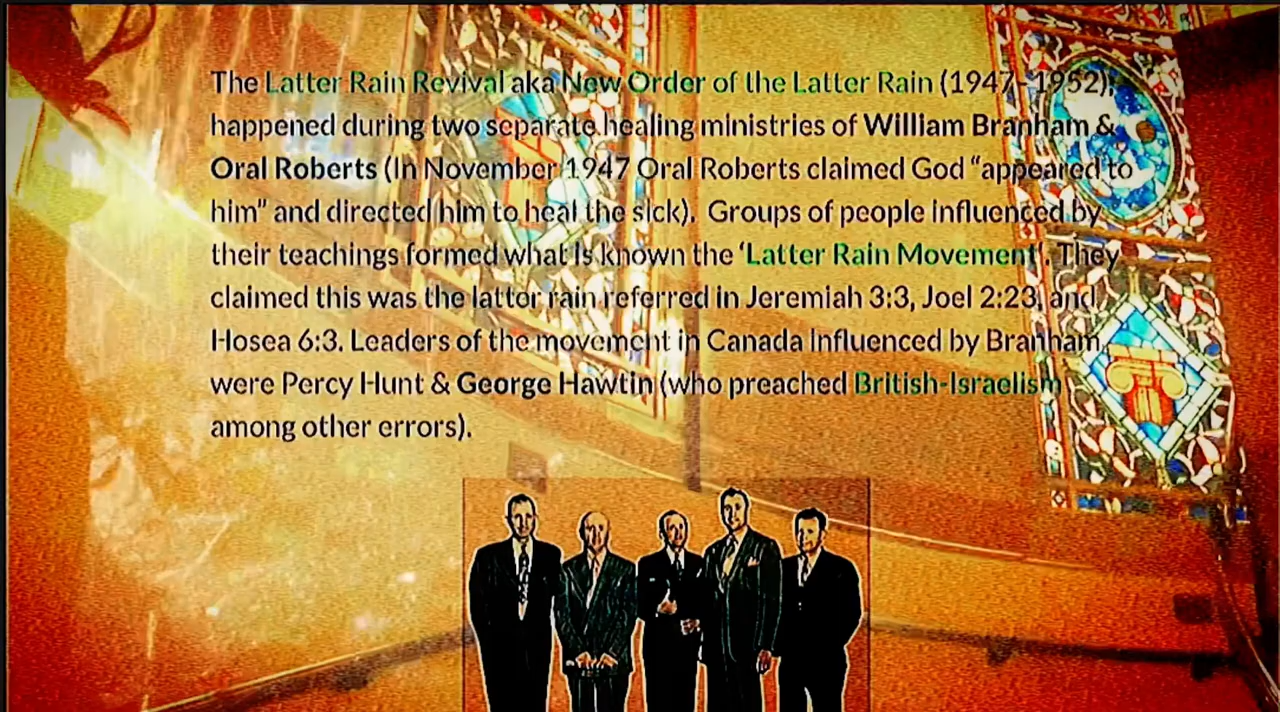 The Latter Rain Revival aka New Order of the Latter Rain (1947- 1952),
happened during two separate healing ministries of William Branham &
Oral Roberts (In November 1947 Oral Roberts claimed God “appeared to
him” and directed him to heal the sick). Groups of people influenced by
their teachings formed what is known the ‘Latter Rain Movement‘. They
claimed this was the latter rain referred in Jeremiah 3:3, Joel 2:23, and
Hosea 6:3. Leaders of the movement in Canada Influenced by Branham,
were Percy Hunt & George Hawtin (who preached British-Israelism
among other errors).